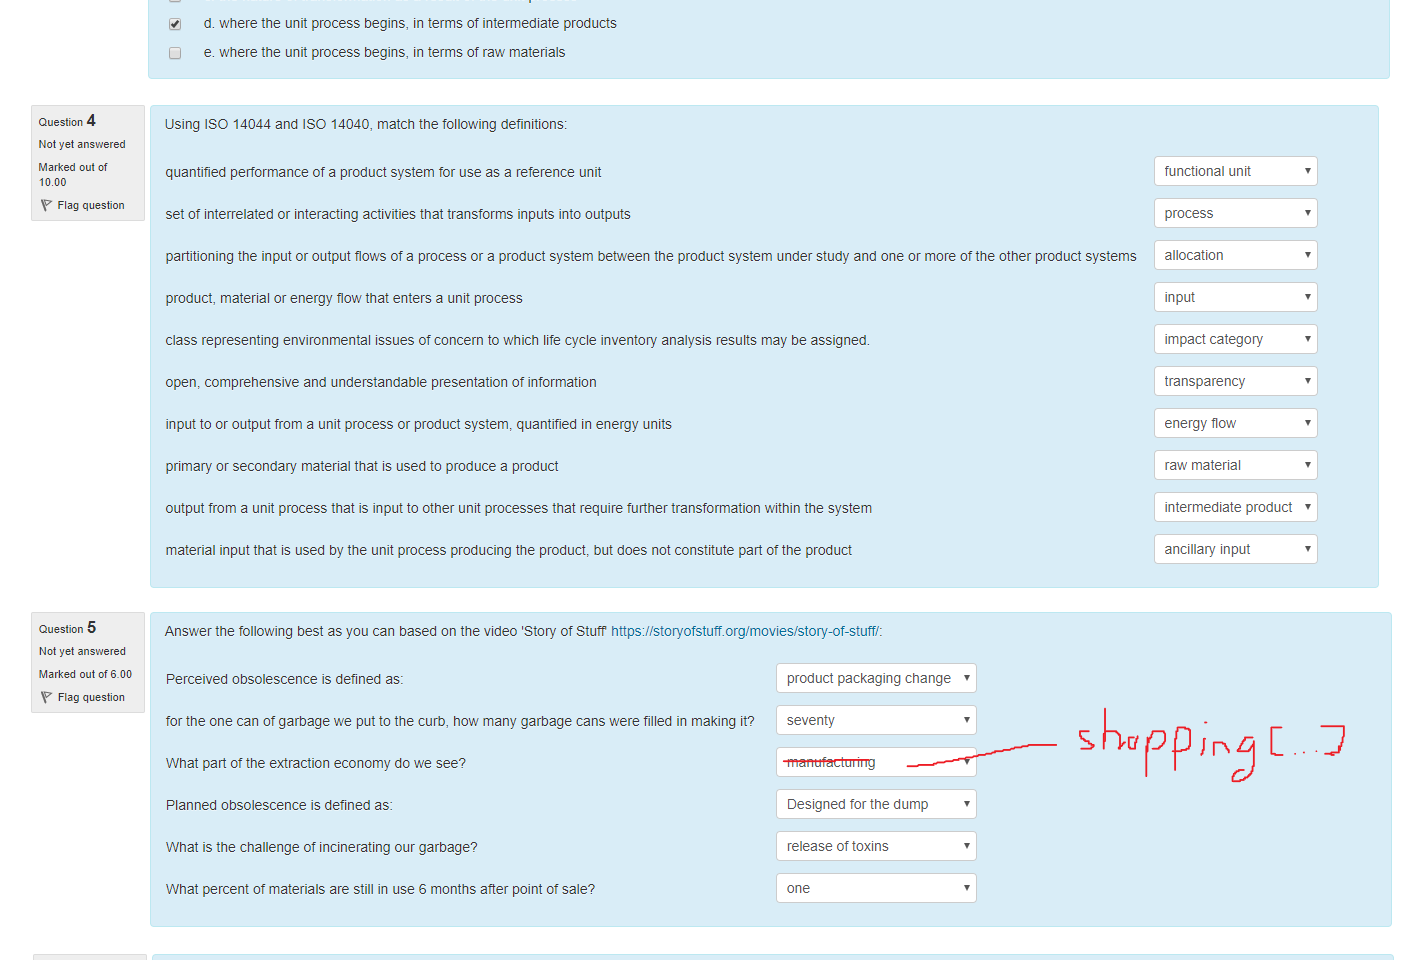 d. where the unit process begins, in terms of intermediate products
e. where the unit process begins, in terms of raw materials
Question 4
Not yet answered
Marked out of
10.00
Flag question
Using ISO 14044 and ISO 14040, match the following definitions:
quantified performance of a product system for use as a reference unit functional unit
set of interrelated or interacting activities that transforms inputs into outputs process
partitioning the input or output flows of a process or a product system between the product system under study and one or more of the other product systems allocation
product, material or energy flow that enters a unit process input
class representing environmental issues of concern to which life cycle inventory analysis results may be assigned. impact category
open, comprehensive and understandable presentation of information transparency
input to or output from a unit process or product system, quantified in energy units energy flow
primary or secondary material that is used to produce a product raw material
output from a unit process that is input to other unit processes that require further transformation within the system intermediate product
material input that is used by the unit process producing the product, but does not constitute part of the product ancillary input
Question 5
Not yet answered
Marked out of 6.00
Flag question
Answer the following best as you can based on the video 'Story of Stuff' https://storyofstuff.org/movies/story-of-stuff/:
Perceived obsolescence is defined as: product packaging change
for the one can of garbage we put to the curb, how many garbage cans were filled in making it? seventy
What part of the extraction economy do we see? manufacturing shopping [...]
Planned obsolescence is defined as: Designed for the dump
What is the challenge of incinerating our garbage? release of toxins
What percent of materials are still in use 6 months after point of sale? one